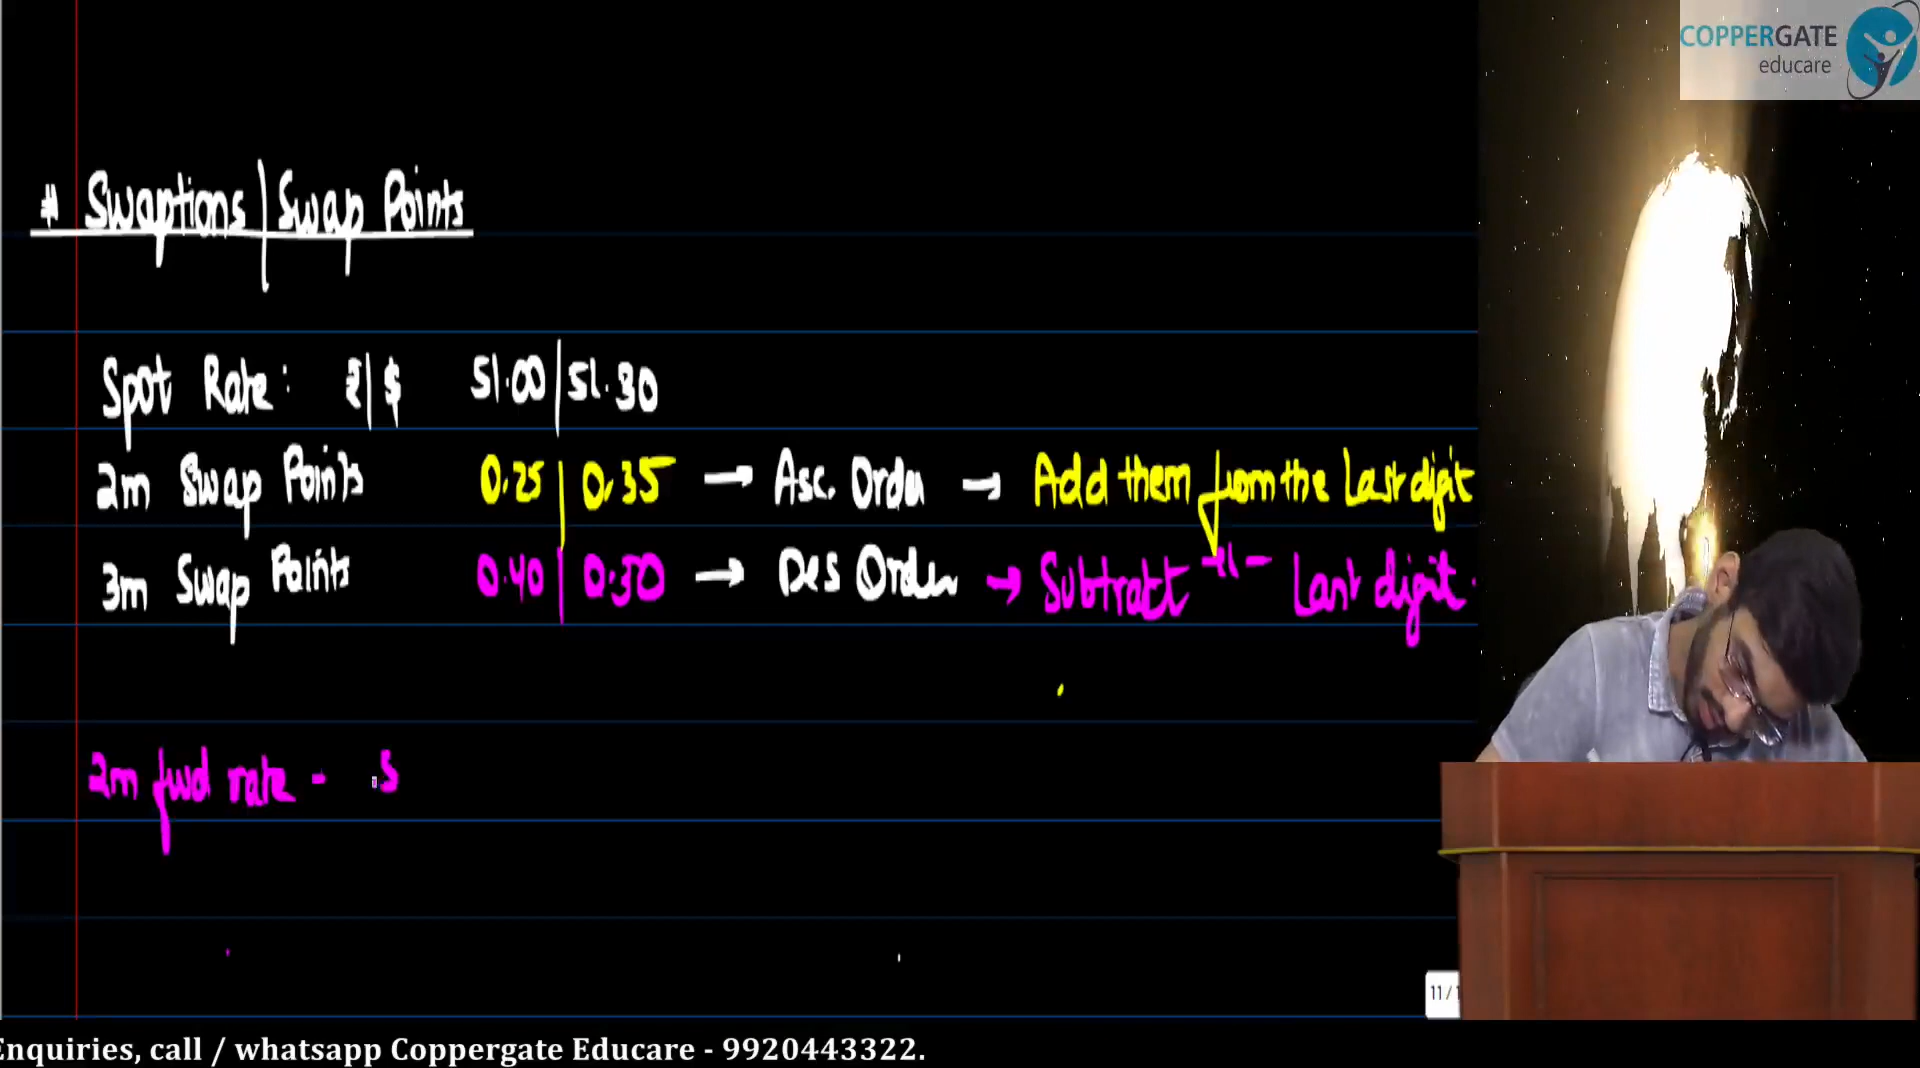 COPPERGATE
educare
# Swaptions | Swap Points
Spot Rate: ₹|$ 51.00|51.30
2m Swap Points 0.25|0.35 → Asc. Order → Add them from the last digit
3m Swap Points 0.40|0.30 → Des Order → Subtract -"- Last digit.
2m fwd rate - 5
11/1
Enquiries, call / whatsapp Coppergate Educare - 9920443322.